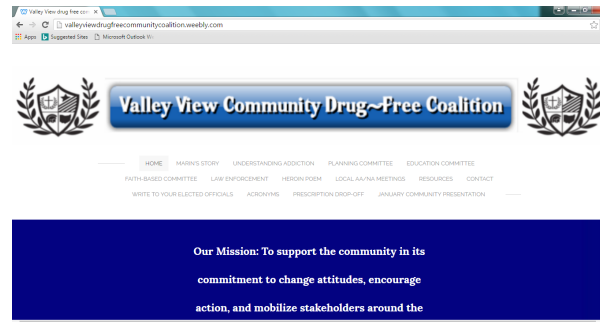 Valley View drug free com
valleyviewdrugfreecommunitycoalition.weebly.com
Apps Suggested Sites Microsoft Outlook W
Valley View Community Drug~Free Coalition
HOME MARIN'S STORY UNDERSTANDING ADDICTION PLANNING COMMITTEE EDUCATION COMMITTEE
FAITH-BASED COMMITTEE LAW ENFORCEMENT HEROIN POEM LOCAL AA/NA MEETINGS RESOURCES CONTACT
WRITE TO YOUR ELECTED OFFICIALS ACRONYMS PRESCRIPTION DROP-OFF JANUARY COMMUNITY PRESENTATION
Our Mission: To support the community in its
commitment to change attitudes, encourage
action, and mobilize stakeholders around the